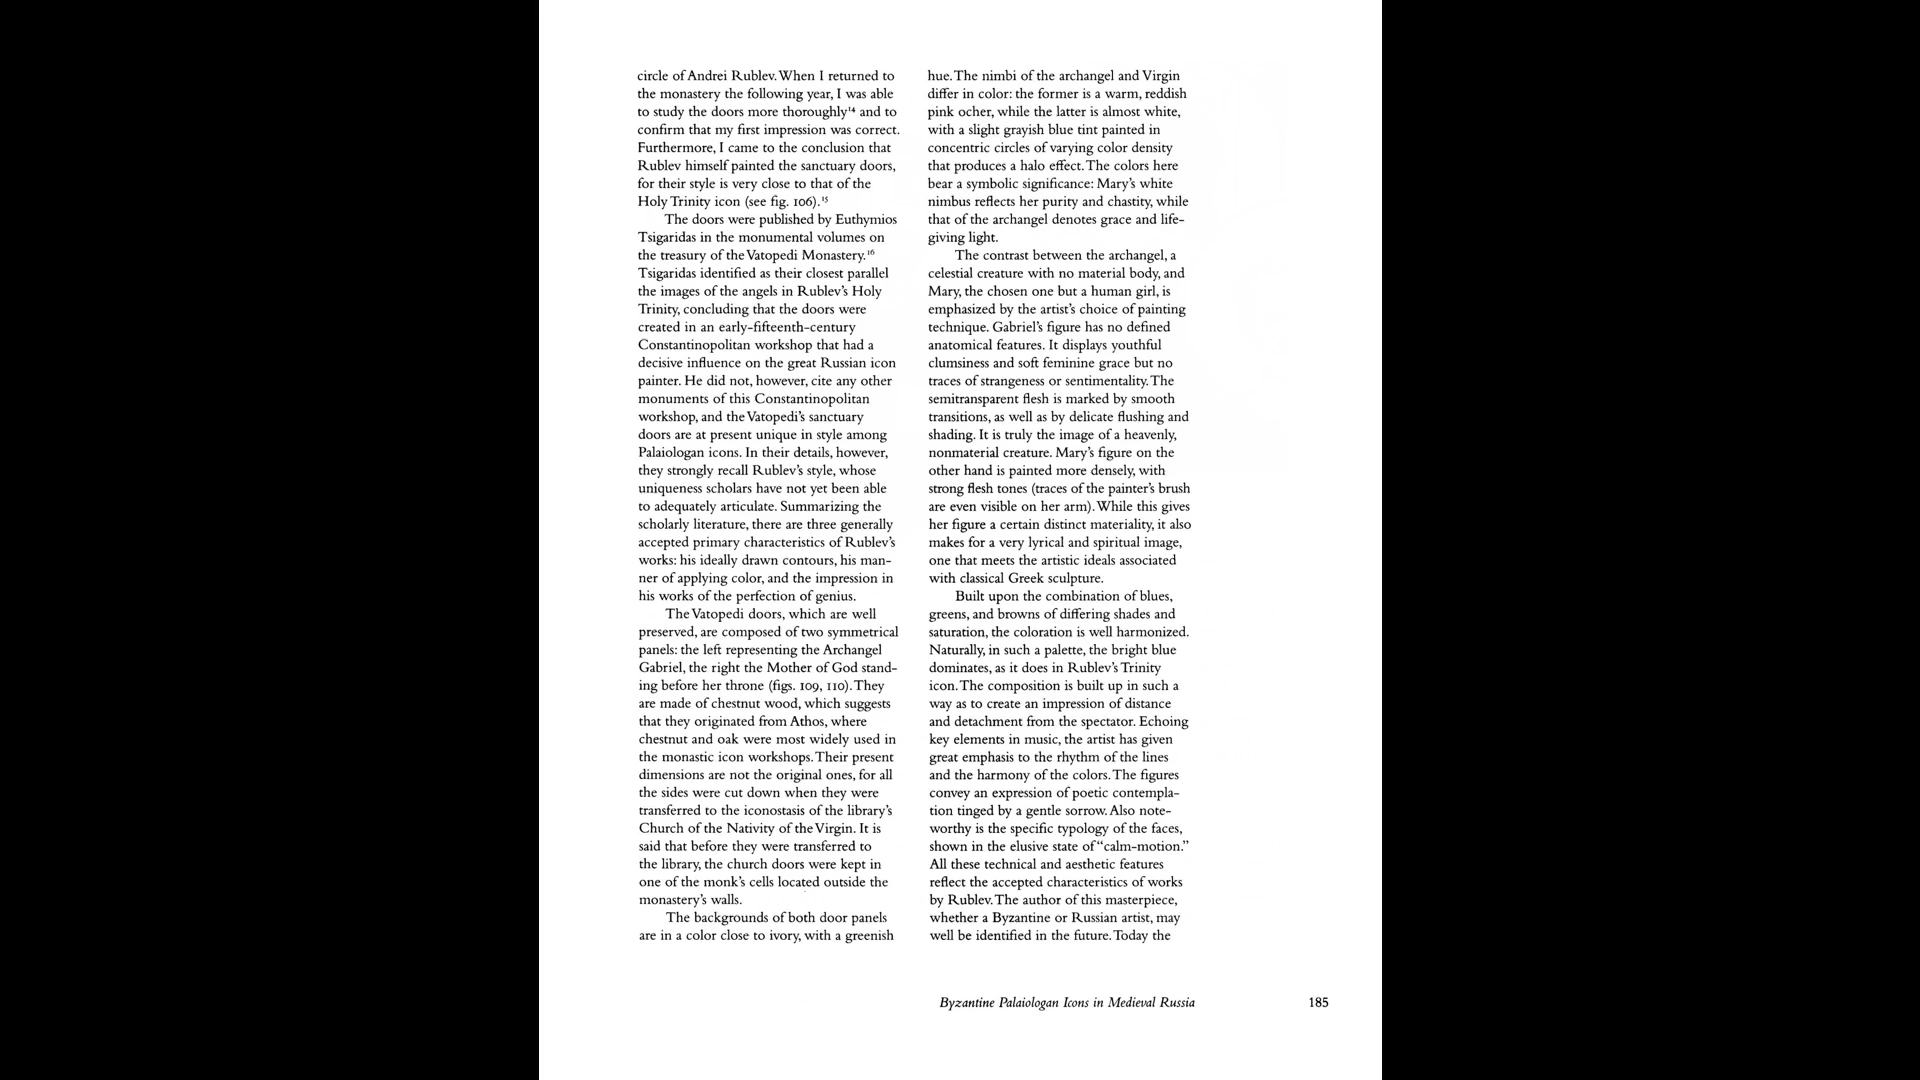 circle of Andrei Rublev. When I returned to
the monastery the following year, I was able
to study the doors more thoroughly¹⁴ and to
confirm that my first impression was correct.
Furthermore, I came to the conclusion that
Rublev himself painted the sanctuary doors,
for their style is very close to that of the
Holy Trinity icon (see fig. 106).¹⁵
The doors were published by Euthymios
Tsigaridas in the monumental volumes on
the treasury of the Vatopedi Monastery.¹⁶
Tsigaridas identified as their closest parallel
the images of the angels in Rublev's Holy
Trinity, concluding that the doors were
created in an early-fifteenth-century
Constantinopolitan workshop that had a
decisive influence on the great Russian icon
painter. He did not, however, cite any other
monuments of this Constantinopolitan
workshop, and the Vatopedi's sanctuary
doors are at present unique in style among
Palaiologan icons. In their details, however,
they strongly recall Rublev's style, whose
uniqueness scholars have not yet been able
to adequately articulate. Summarizing the
scholarly literature, there are three generally
accepted primary characteristics of Rublev's
works: his ideally drawn contours, his man-
ner of applying color, and the impression in
his works of the perfection of genius.
The Vatopedi doors, which are well
preserved, are composed of two symmetrical
panels: the left representing the Archangel
Gabriel, the right the Mother of God stand-
ing before her throne (figs. 109, 110). They
are made of chestnut wood, which suggests
that they originated from Athos, where
chestnut and oak were most widely used in
the monastic icon workshops. Their present
dimensions are not the original ones, for all
the sides were cut down when they were
transferred to the iconostasis of the library's
Church of the Nativity of the Virgin. It is
said that before they were transferred to
the library, the church doors were kept in
one of the monk's cells located outside the
monastery's walls.
The backgrounds of both door panels
are in a color close to ivory, with a greenish
hue. The nimbi of the archangel and Virgin
differ in color: the former is a warm, reddish
pink ocher, while the latter is almost white,
with a slight grayish blue tint painted in
concentric circles of varying color density
that produces a halo effect. The colors here
bear a symbolic significance: Mary's white
nimbus reflects her purity and chastity, while
that of the archangel denotes grace and life-
giving light.
The contrast between the archangel, a
celestial creature with no material body, and
Mary, the chosen one but a human girl, is
emphasized by the artist's choice of painting
technique. Gabriel's figure has no defined
anatomical features. It displays youthful
clumsiness and soft feminine grace but no
traces of strangeness or sentimentality. The
semitransparent flesh is marked by smooth
transitions, as well as by delicate flushing and
shading. It is truly the image of a heavenly,
nonmaterial creature. Mary's figure on the
other hand is painted more densely, with
strong flesh tones (traces of the painter's brush
are even visible on her arm). While this gives
her figure a certain distinct materiality, it also
makes for a very lyrical and spiritual image,
one that meets the artistic ideals associated
with classical Greek sculpture.
Built upon the combination of blues,
greens, and browns of differing shades and
saturation, the coloration is well harmonized.
Naturally, in such a palette, the bright blue
dominates, as it does in Rublev's Trinity
icon. The composition is built up in such a
way as to create an impression of distance
and detachment from the spectator. Echoing
key elements in music, the artist has given
great emphasis to the rhythm of the lines
and the harmony of the colors. The figures
convey an expression of poetic contempla-
tion tinged by a gentle sorrow. Also note-
worthy is the specific typology of the faces,
shown in the elusive state of "calm-motion."
All these technical and aesthetic features
reflect the accepted characteristics of works
by Rublev. The author of this masterpiece,
whether a Byzantine or Russian artist, may
well be identified in the future. Today the
Byzantine Palaiologan Icons in Medieval Russia 185